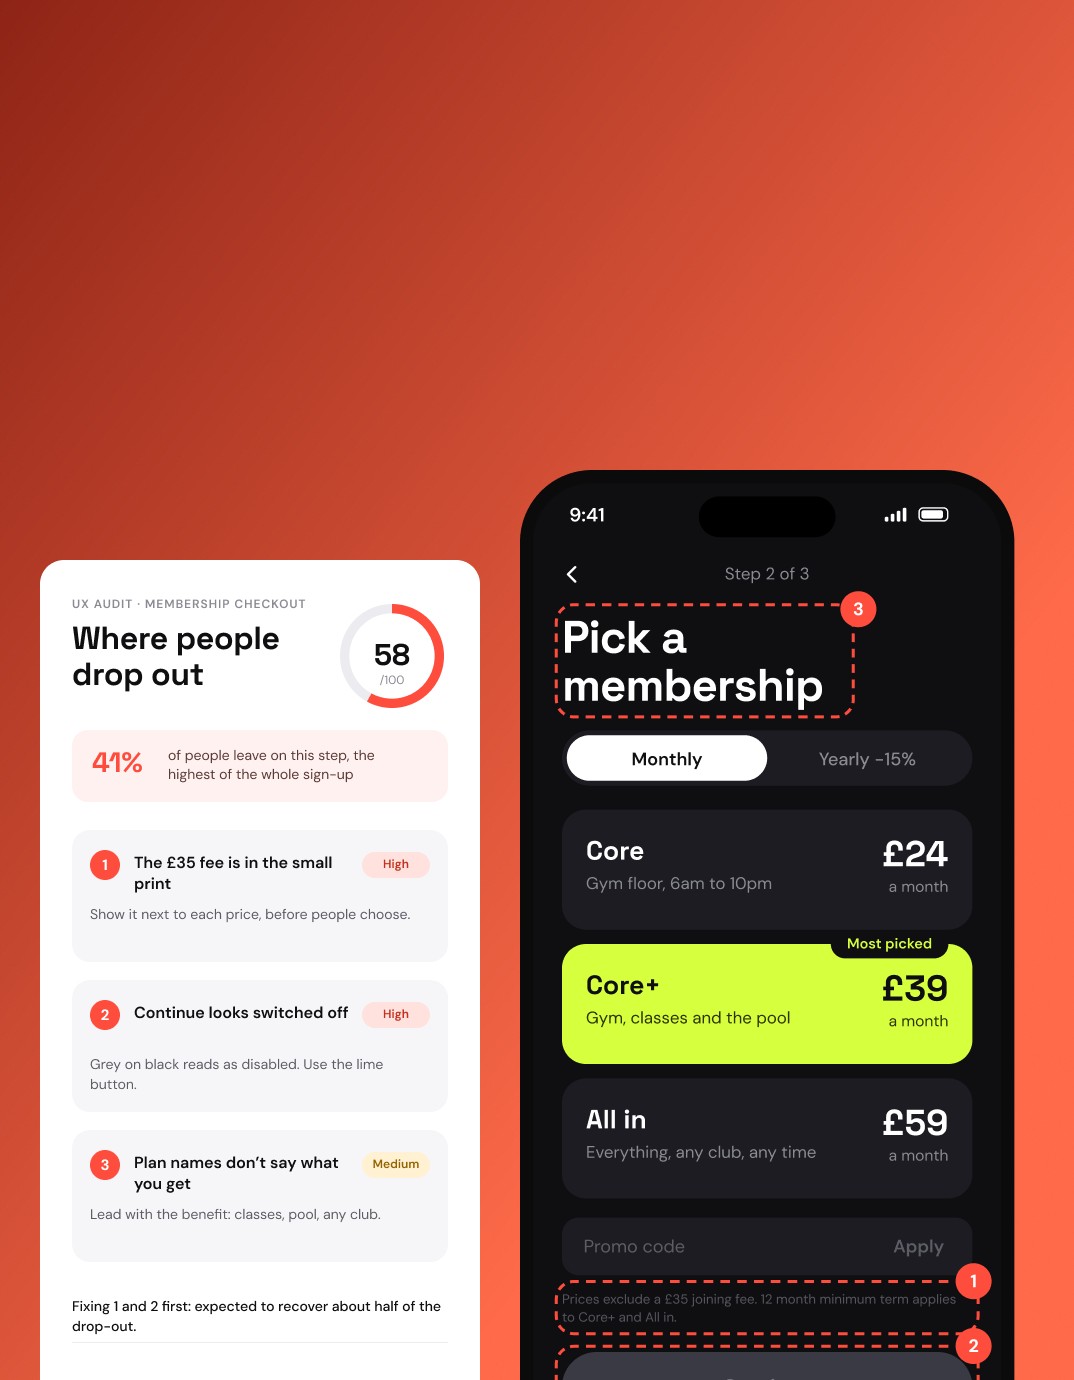 UX AUDIT · MEMBERSHIP CHECKOUT
Where people
drop out
58
/100
41%
of people leave on this step, the
highest of the whole sign-up
1
The £35 fee is in the small
print
High
Show it next to each price, before people choose.
2
Continue looks switched off
High
Grey on black reads as disabled. Use the lime
button.
3
Plan names don’t say what
you get
Medium
Lead with the benefit: classes, pool, any club.
Fixing 1 and 2 first: expected to recover about half of the
drop-out.
9:41
Step 2 of 3
3
Pick a
membership
Monthly
Yearly -15%
Core
£24
Gym floor, 6am to 10pm
a month
Most picked
Core+
£39
Gym, classes and the pool
a month
All in
£59
Everything, any club, any time
a month
Promo code
Apply
1
Prices exclude a £35 joining fee. 12 month minimum term applies
to Core+ and All in.
2